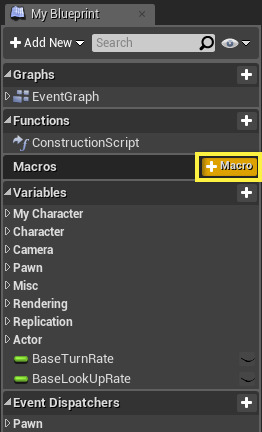 My Blueprint
Add New Search
Graphs
EventGraph
Functions
ConstructionScript
Macros Macro
Variables
My Character
Character
Camera
Pawn
Misc
Rendering
Replication
Actor
BaseTurnRate
BaseLookUpRate
Event Dispatchers
Pawn